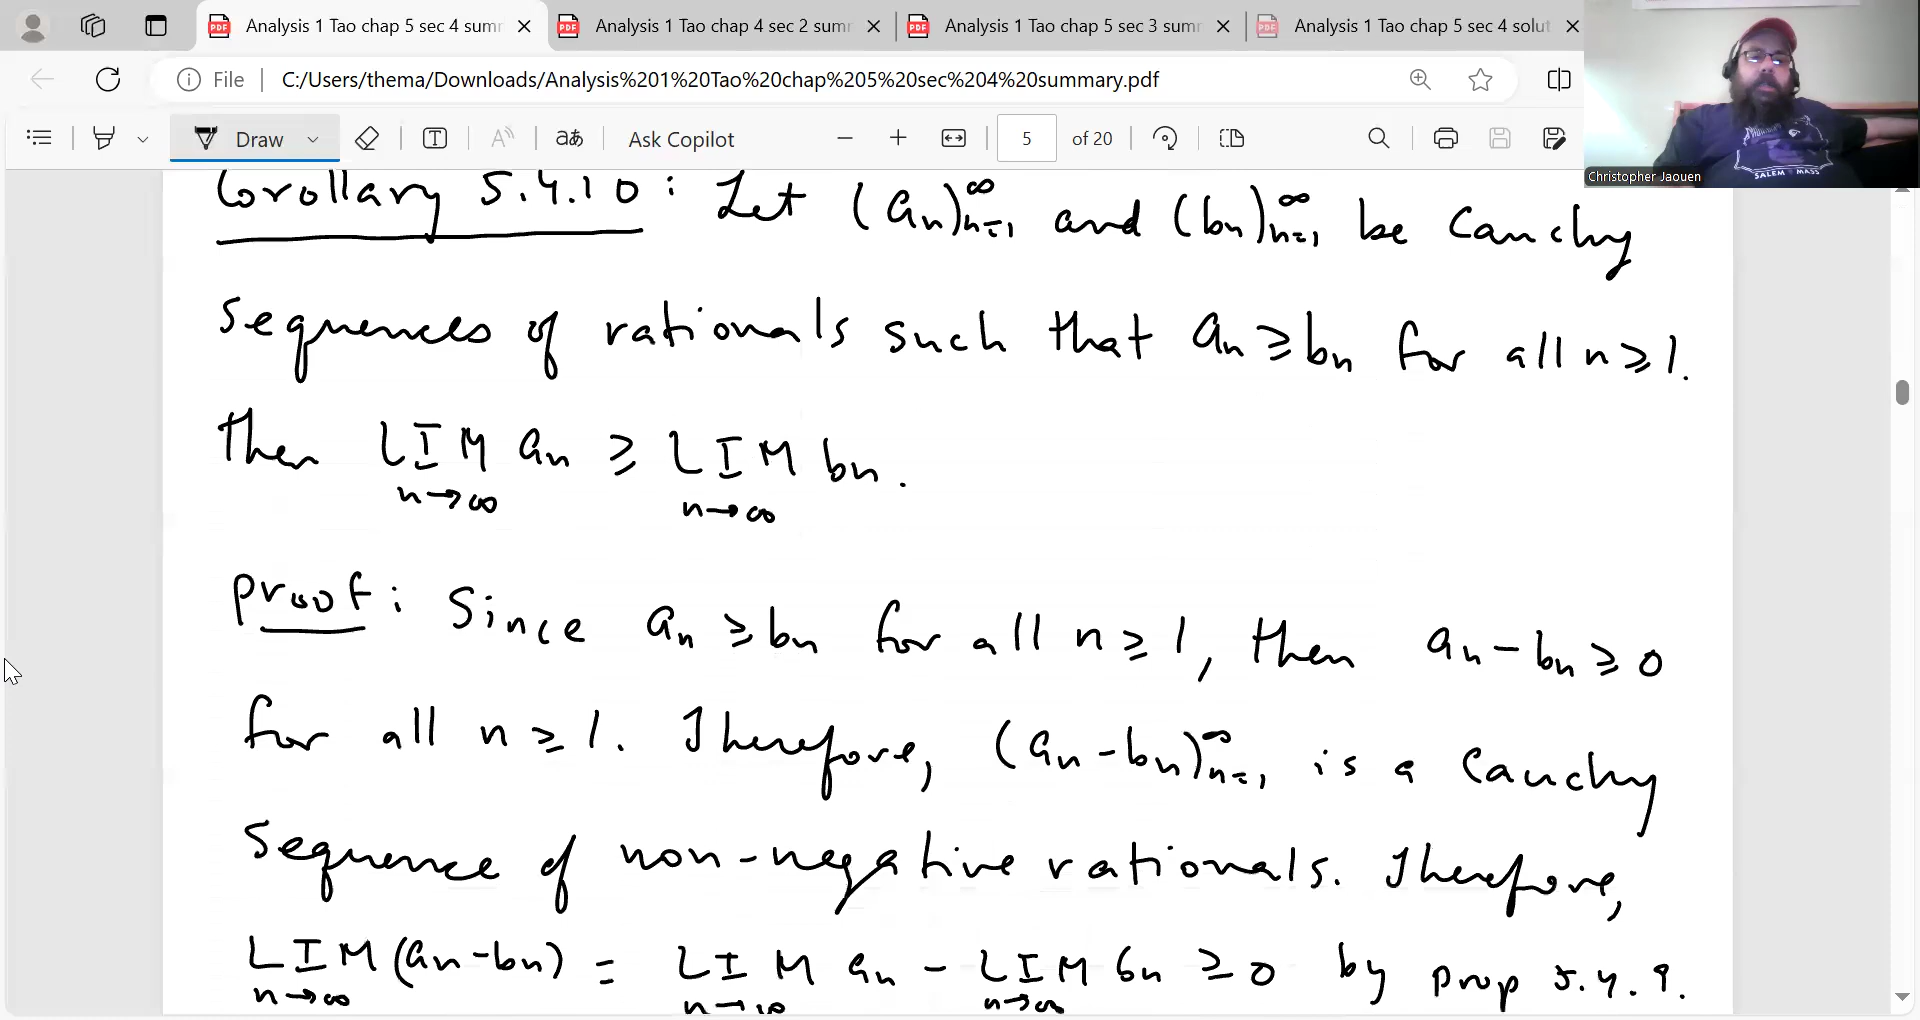 Analysis 1 Tao chap 5 sec 4 summ
Analysis 1 Tao chap 4 sec 2 summ
Analysis 1 Tao chap 5 sec 3 summ
Analysis 1 Tao chap 5 sec 4 solut
File
C:/Users/thema/Downloads/Analysis%201%20Tao%20chap%205%20sec%204%20summary.pdf
Draw
Ask Copilot
5 of 20
SALEM MASS
Christopher Jaouen
Corollary 5.4.10: Let (an)∞n=1 and (bn)∞n=1 be Cauchy
sequences of rationals such that an ≥ bn for all n ≥ 1.
then LIM an ≥ LIM bn.
n→∞ n→∞
proof: Since an ≥ bn for all n ≥ 1, then an - bn ≥ 0
for all n ≥ 1. Therefore, (an - bn)∞n=1 is a Cauchy
sequence of non-negative rationals. Therefore,
LIM (an - bn) = LIM an - LIM bn ≥ 0 by prop 5.4.9.
n→∞ n→∞ n→∞